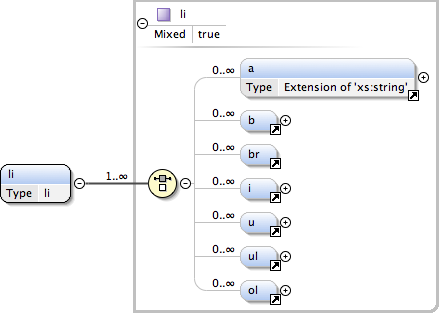 li
Mixed true
0..∞
a
Type Extension of 'xs:string'
0..∞
b
0..∞
br
li
Type li
1..∞
0..∞
i
0..∞
u
0..∞
ul
0..∞
ol